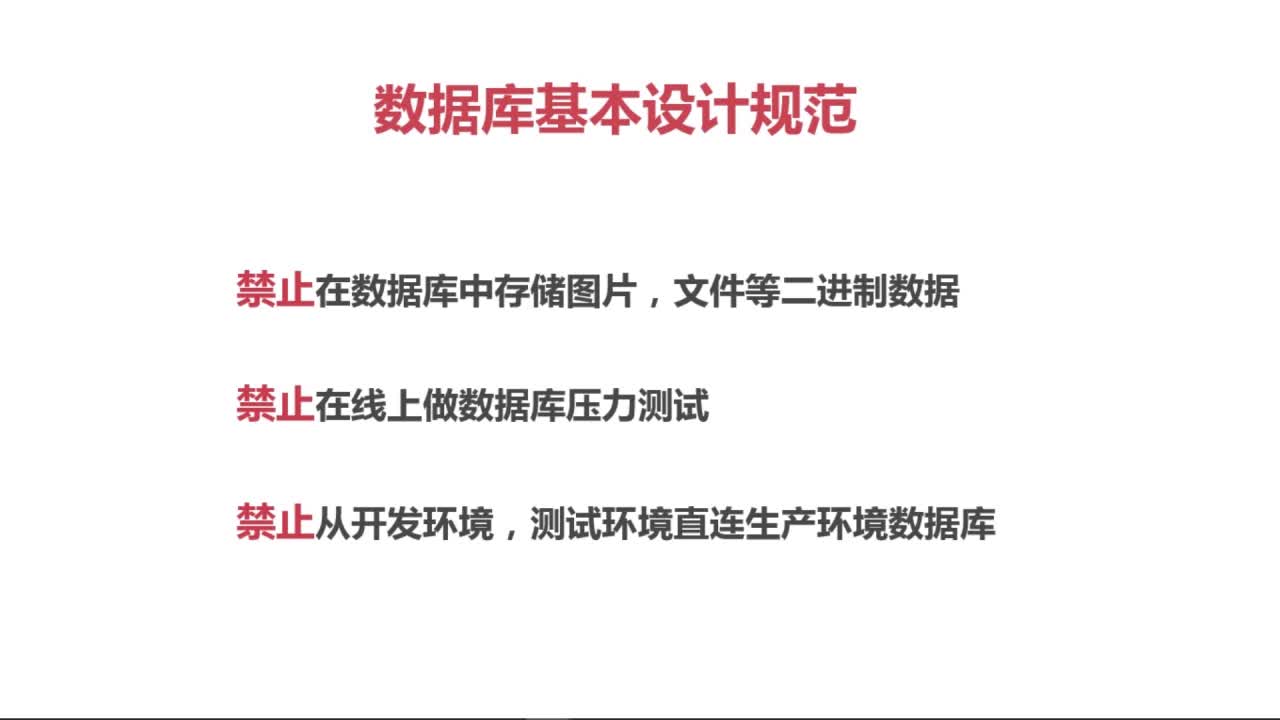 数据库基本设计规范
禁止在数据库中存储图片，文件等二进制数据
禁止在线上做数据库压力测试
禁止从开发环境，测试环境直连生产环境数据库